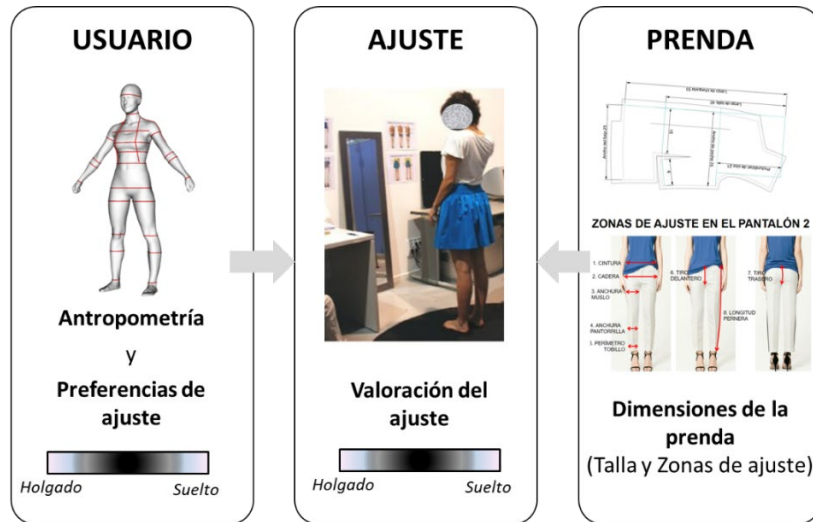 USUARIO
Antropometría
y
Preferencias de
ajuste
Holgado
Suelto
AJUSTE
Valoración del
ajuste
Holgado
Suelto
PRENDA
ZONAS DE AJUSTE EN EL PANTALÓN 2
1. CINTURA
2. CADERA
3. ANCHURA
MUSLO
4. ANCHURA
PANTORRILLA
6. TIRO
DELANTERO
8. LONGITUD
PERNERA
7. TIRO
TRASERO
PERIMETRO
TOBILLO
Dimensiones de la
prenda
(Talla y Zonas de ajuste)